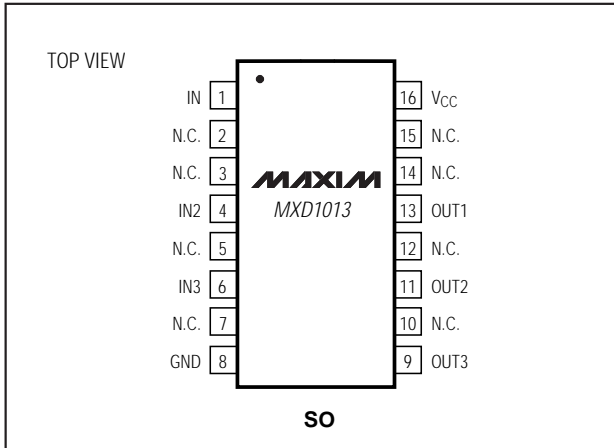 TOP VIEW
IN 1
N.C. 2
N.C. 3
IN2 4
N.C. 5
IN3 6
N.C. 7
GND 8
MAXIM
MXD1013
16 VCC
15 N.C.
14 N.C.
13 OUT1
12 N.C.
11 OUT2
10 N.C.
9 OUT3
SO